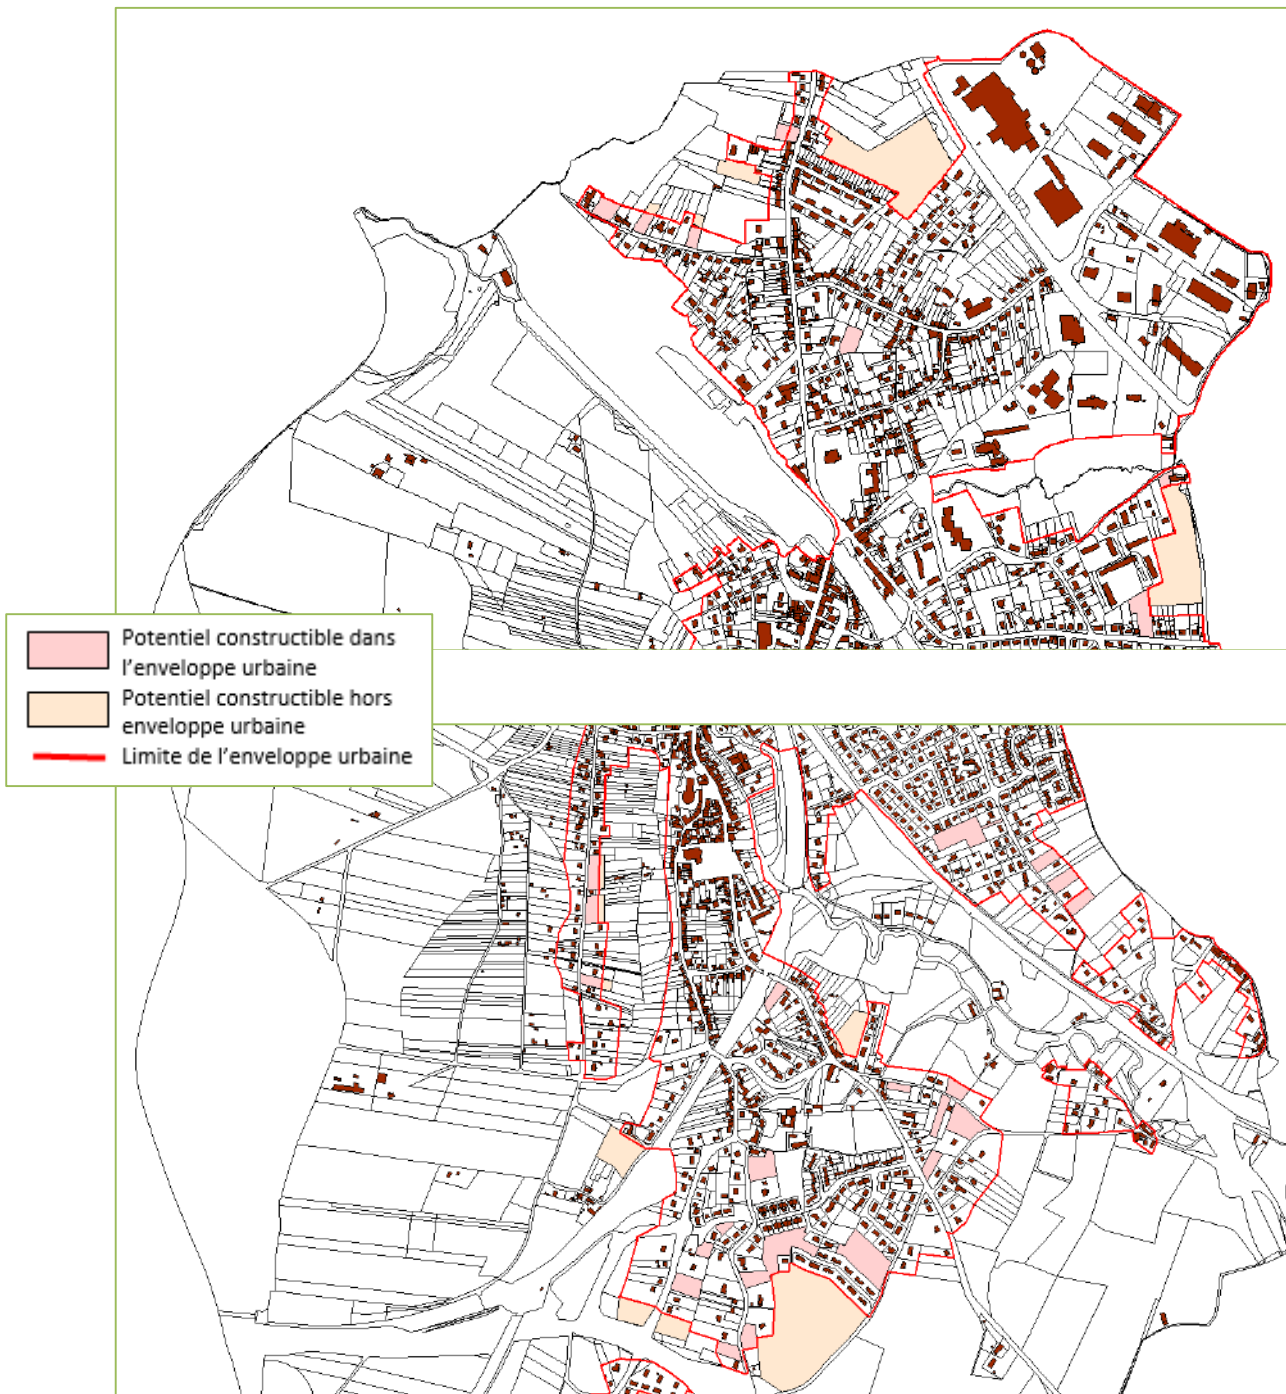 Potentiel constructible dans
l'enveloppe urbaine
Potentiel constructible hors
enveloppe urbaine
Limite de l'enveloppe urbaine